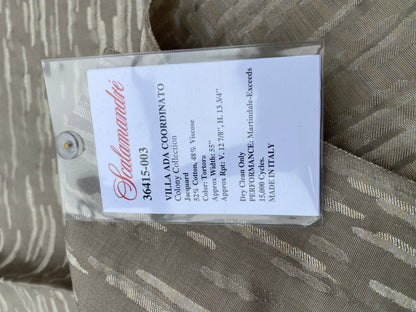 Scalamandré
36415-003
VILLA ADA COORDINATO
Colony Collection
Jacquard
52% Cotton, 48% Viscose
Color: Tortora
Approx Width: 55"
Approx Rpt: V. 12 7/8", H. 13 3/4"
Dry Clean Only
PERFORMANCE: Martindale-Exceeds
15,000 Cycles.
MADE IN ITALY